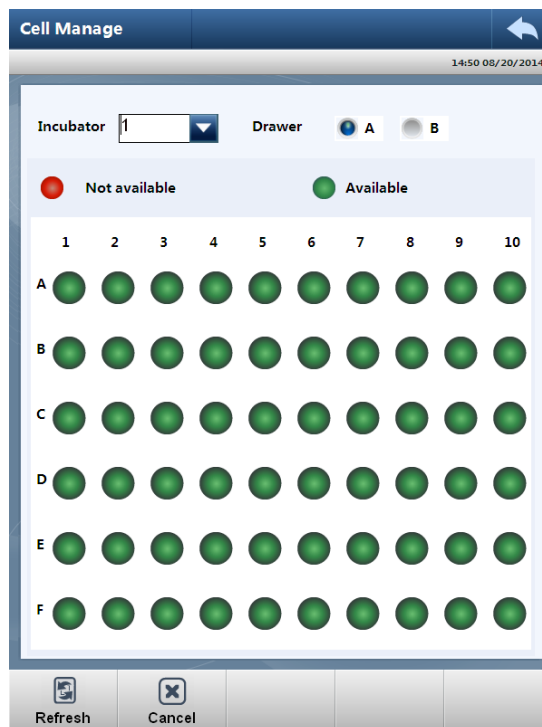 Cell Manage
14:50 08/20/2014
Incubator 1 Drawer A B
Not available Available
1 2 3 4 5 6 7 8 9 10
A
B
C
D
E
F
Refresh Cancel